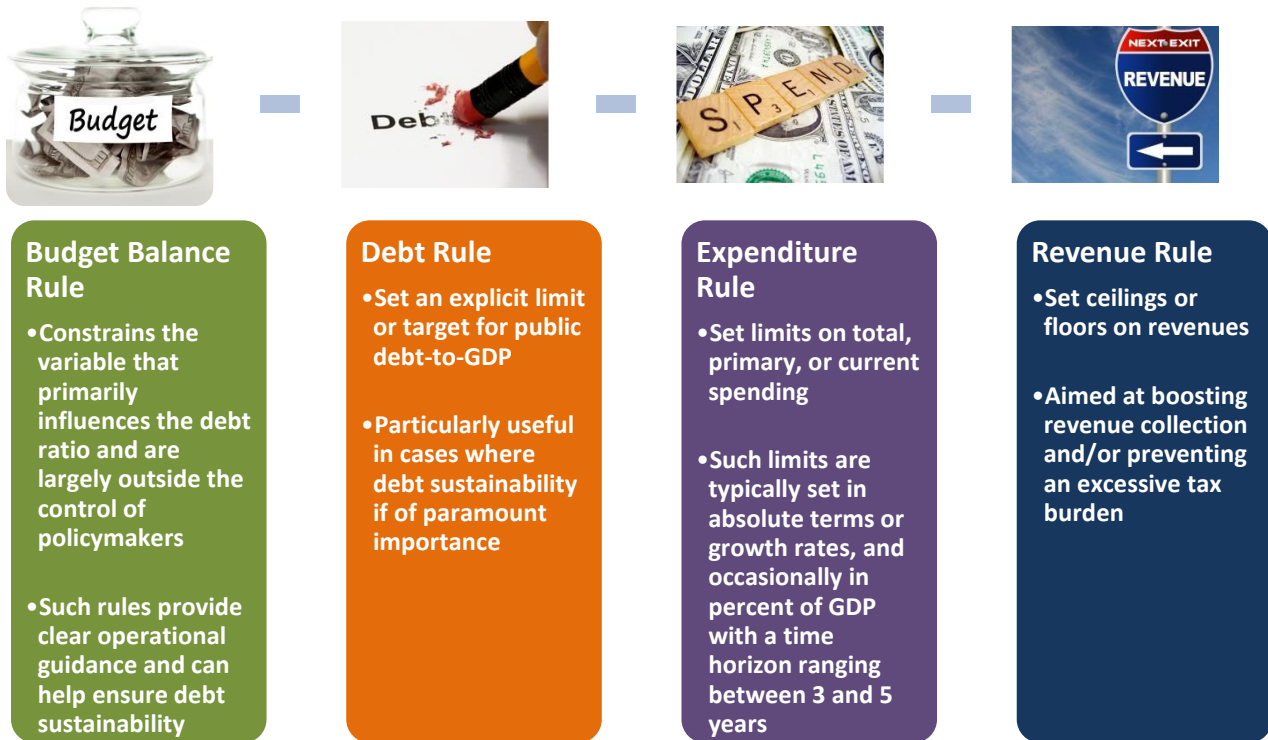 Budget
Debt
SPEND
NEXT EXIT
REVENUE
Budget Balance
Rule
•Constrains the
variable that
primarily
influences the debt
ratio and are
largely outside the
control of
policymakers
•Such rules provide
clear operational
guidance and can
help ensure debt
sustainability
Debt Rule
•Set an explicit limit
or target for public
debt-to-GDP
•Particularly useful
in cases where
debt sustainability
if of paramount
importance
Expenditure
Rule
•Set limits on total,
primary, or current
spending
•Such limits are
typically set in
absolute terms or
growth rates, and
occasionally in
percent of GDP
with a time
horizon ranging
between 3 and 5
years
Revenue Rule
•Set ceilings or
floors on revenues
•Aimed at boosting
revenue collection
and/or preventing
an excessive tax
burden